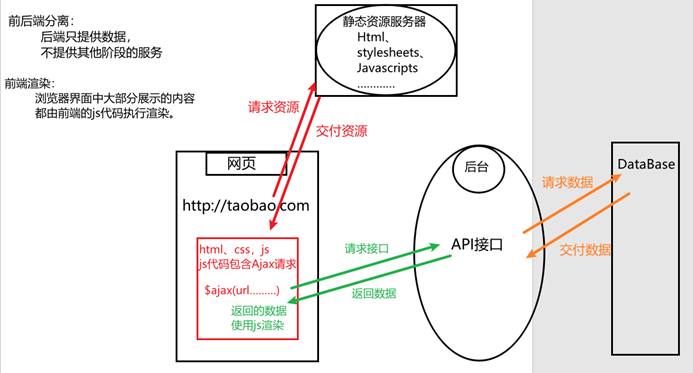 前后端分离：
后端只提供数据，
不提供其他阶段的服务
前端渲染：
浏览器界面中大部分展示的内容
都由前端的js代码执行渲染。
静态资源服务器
Html、
stylesheets、
Javascripts
…………
请求资源
交付资源
网页
http://taobao.com
html、css，js
js代码包含Ajax请求
$ajax(url………)
返回的数据
使用js渲染
请求接口
返回数据
后台
API接口
请求数据
交付数据
DataBase